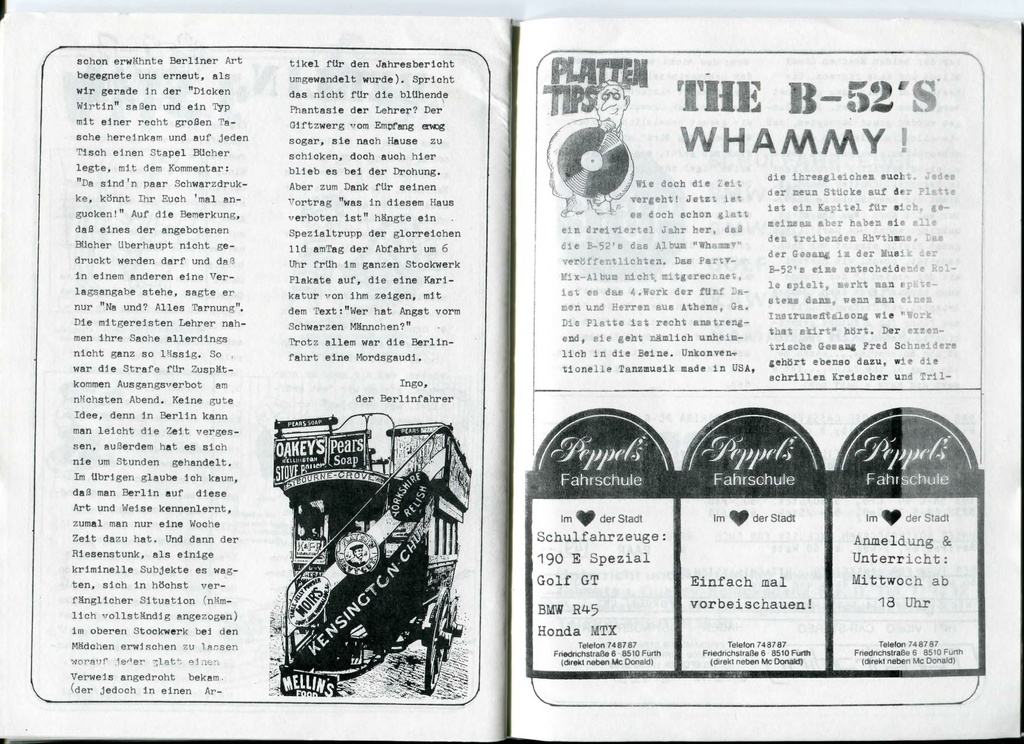 schon erwähnte Berliner Art
begegnete uns erneut, als
wir gerade in der "Dicken
Wirtin" saßen und ein Typ
mit einer recht großen Ta-
sche hereinkam und auf jeden
Tisch einen Stapel Bücher
legte, mit dem Kommentar:
"Da sind'n paar Schwarzdruk-
ke, könnt Ihr Euch 'mal an-
gucken!" Auf die Bemerkung,
daß eines der angebotenen
Bücher überhaupt nicht ge-
druckt werden darf und daß
in einem anderen eine Ver-
lagsangabe stehe, sagte er
nur "Na und? Alles Tarnung".
Die mitgereisten Lehrer nah-
men ihre Sache allerdings
nicht ganz so lässig. So
war die Strafe für Zuspät-
kommen Ausgangsverbot am
nächsten Abend. Keine gute
Idee, denn in Berlin kann
man leicht die Zeit verges-
sen, außerdem hat es sich
nie um Stunden gehandelt.
Im übrigen glaube ich kaum,
daß man Berlin auf diese
Art und Weise kennenlernt,
zumal man nur eine Woche
Zeit dazu hat. Und dann der
Riesenstunk, als einige
kriminelle Subjekte es wag-
ten, sich in höchst ver-
fänglicher Situation (näm-
lich vollständig angezogen)
im oberen Stockwerk bei den
Mädchen erwischen zu lassen
worauf jeder glatt einen
Verweis angedroht bekam.
(der jedoch in einen Ar-
tikel für den Jahresbericht
umgewandelt wurde). Spricht
das nicht für die blühende
Phantasie der Lehrer? Der
Giftzwerg vom Empfang erwog
sogar, sie nach Hause zu
schicken, doch auch hier
blieb es bei der Drohung.
Aber zum Dank für seinen
Vortrag "was in diesem Haus
verboten ist" hängte ein
Spezialtrupp der glorreichen
11d amTag der Abfahrt um 6
Uhr früh im ganzen Stockwerk
Plakate auf, die eine Kari-
katur von ihm zeigen, mit
dem Text:"Wer hat Angst vorm
Schwarzen Männchen?"
Trotz allem war die Berlin-
fahrt eine Mordsgaudi.
Ingo,
der Berlinfahrer
PEARS SOAP
OAKEY'S
WELLINGTON
STOVE
Pears
Soap
WESTBOURNE-GROVE
YORKSHIRE
RELISH
MOIR'S
KENSINGTON-CHUR
MELLIN'S
FOOD
PLATTEN
TIPS
THE B-52'S
WHAMMY!
Wie doch die Zeit
vergeht! Jetzt ist
es doch schon glatt
ein dreiviertel Jahr her, daß
die B-52's das Album "Whammy"
veröffentlichten. Das Party-
Mix-Album nicht mitgerechnet,
ist es das 4.Werk der fünf Da-
men und Herren aus Athens, Ga.
Die Platte ist recht anstreng-
end, sie geht nämlich unheim-
lich in die Beine. Unkonven-
tionelle Tanzmusik made in USA,
die ihresgleichen sucht. Jedes
der neun Stücke auf der Platte
ist ein Kapitel für sich, ge-
meinsam aber haben sie alle
den treibenden Rhythmus. Das
der Gesang in der Musik der
B-52's eine entscheidende Rol-
le spielt, merkt man späte-
stens dann, wenn man einen
Instrumentalsong wie "Work
that skirt" hört. Der exzen-
trische Gesang Fred Schneiders
gehört ebenso dazu, wie die
schrillen Kreischer und Tril-
Peppel's
Fahrschule
Im ♥ der Stadt
Schulfahrzeuge:
190 E Spezial
Golf GT
BMW R45
Honda MTX
Telefon 748787
Friedrichstraße 6 8510 Fürth
(direkt neben Mc Donald)
Peppel's
Fahrschule
Im ♥ der Stadt
Einfach mal
vorbeischauen!
Telefon 748787
Friedrichstraße 6 8510 Fürth
(direkt neben Mc Donald)
Peppel's
Fahrschule
Im ♥ der Stadt
Anmeldung &
Unterricht:
Mittwoch ab
18 Uhr
Telefon 748787
Friedrichstraße 6 8510 Fürth
(direkt neben Mc Donald)